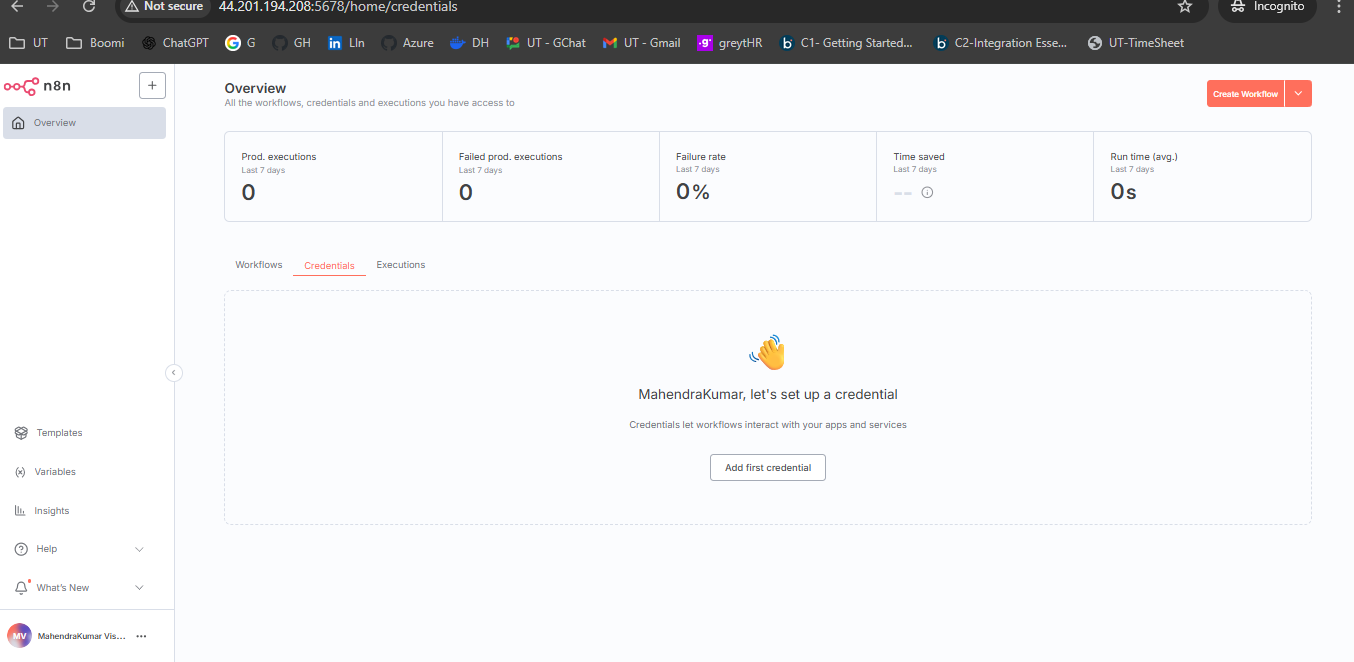 Not secure 44.201.194.208:5678/home/credentials Incognito
UT Boomi ChatGPT G GH LIn Azure DH UT - GChat UT - Gmail greytHR C1- Getting Started... C2-Integration Esse... UT-TimeSheet
n8n
Overview
Overview
All the workflows, credentials and executions you have access to
Create Workflow
Prod. executions
Last 7 days
0
Failed prod. executions
Last 7 days
0
Failure rate
Last 7 days
0%
Time saved
Last 7 days
--
Run time (avg.)
Last 7 days
0s
Workflows Credentials Executions
MahendraKumar, let's set up a credential
Credentials let workflows interact with your apps and services
Add first credential
Templates
Variables
Insights
Help
What's New
MV MahendraKumar Vis...